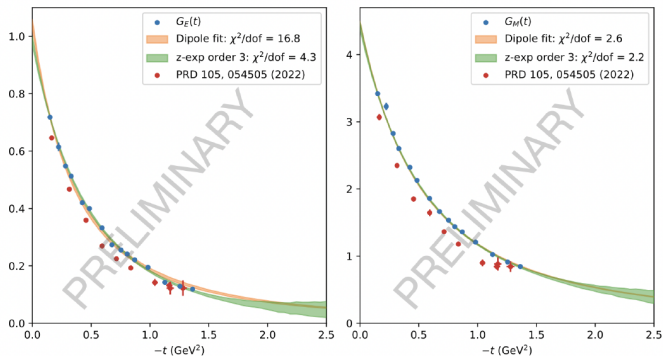 G_E(t)
Dipole fit: χ²/dof = 16.8
z-exp order 3: χ²/dof = 4.3
PRD 105, 054505 (2022)
PRELIMINARY
1.0
0.8
0.6
0.4
0.2
0.0
0.0 0.5 1.0 1.5 2.0 2.5
−t (GeV²)
G_M(t)
Dipole fit: χ²/dof = 2.6
z-exp order 3: χ²/dof = 2.2
PRD 105, 054505 (2022)
PRELIMINARY
4
3
2
1
0
0.0 0.5 1.0 1.5 2.0 2.5
−t (GeV²)